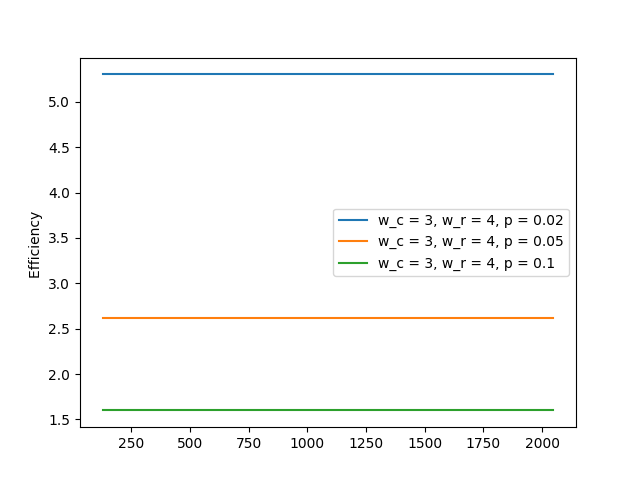 5.0
4.5
4.0
3.5
3.0
2.5
2.0
1.5
Efficiency
w_c = 3, w_r = 4, p = 0.02
w_c = 3, w_r = 4, p = 0.05
w_c = 3, w_r = 4, p = 0.1
250 500 750 1000 1250 1500 1750 2000